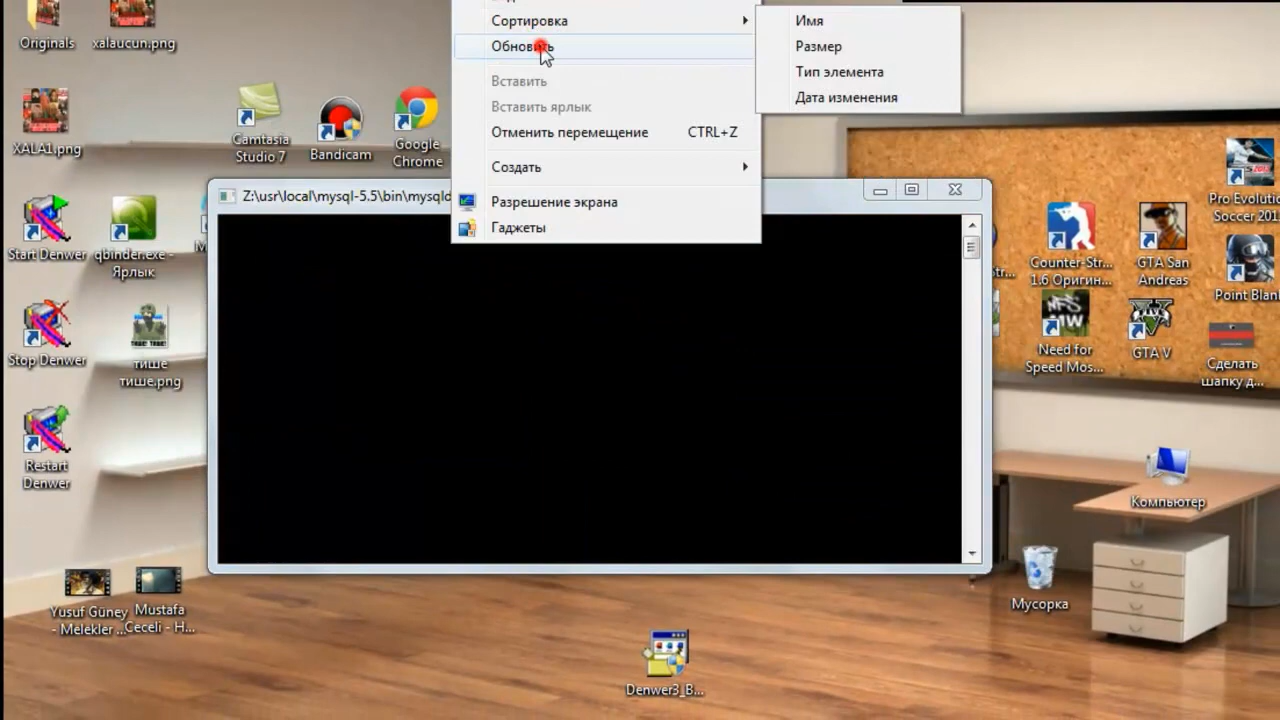 Сортировка
Обновить
Вставить
Вставить ярлык
Отменить перемещение CTRL+Z
Создать
Разрешение экрана
Гаджеты
Имя
Размер
Тип элемента
Дата изменения
Originals
xalaucun.png
XALA1.png
Camtasia
Studio 7
Bandicam
Google
Chrome
Z:\usr\local\mysql-5.5\bin\mysqld
Start Denwer
qbinder.exe -
Ярлык
Stop Denwer
тише
тише.png
Restart
Denwer
Yusuf Güney
- Melekler ...
Mustafa
Ceceli - H...
Denwer3_B...
Pro Evolution
Soccer 201
Counter-Str...
1.6 Оригин...
GTA San
Andreas
Point Blank
Need for
Speed Mos...
GTA V
Сделать
шапку д...
Компьютер
Мусорка